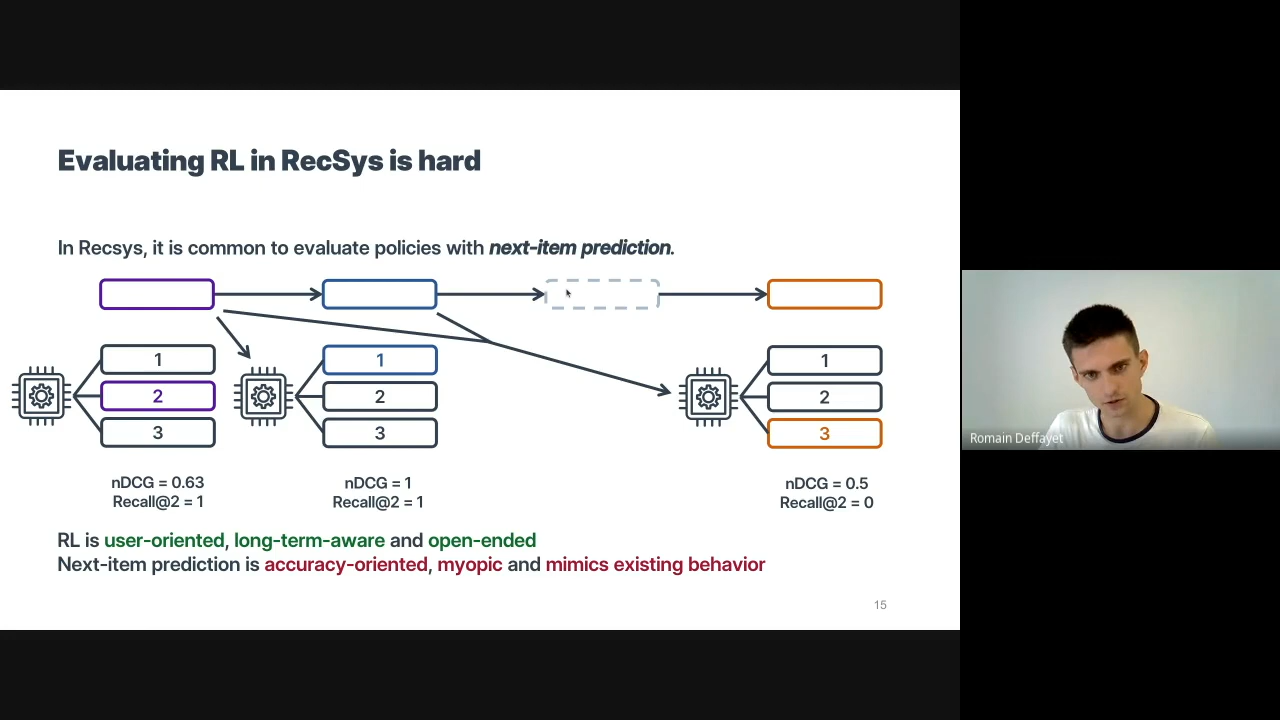 Evaluating RL in RecSys is hard
In Recsys, it is common to evaluate policies with next-item prediction.
1
2
3
1
2
3
1
2
3
nDCG = 0.63
Recall@2 = 1
nDCG = 1
Recall@2 = 1
nDCG = 0.5
Recall@2 = 0
RL is user-oriented, long-term-aware and open-ended
Next-item prediction is accuracy-oriented, myopic and mimics existing behavior
15
Romain Deffayet